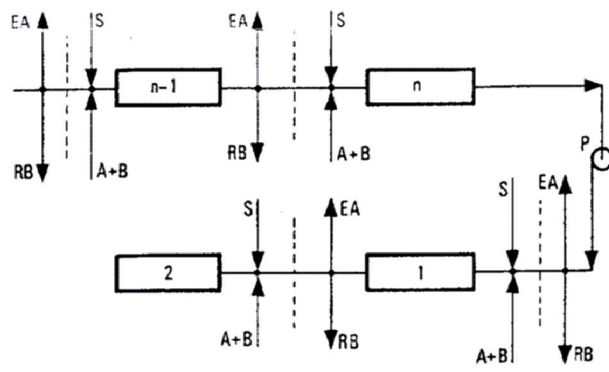 EA S EA S
n-1 n
RB A+B RB A+B P
S EA S EA
2 1
A+B RB A+B RB